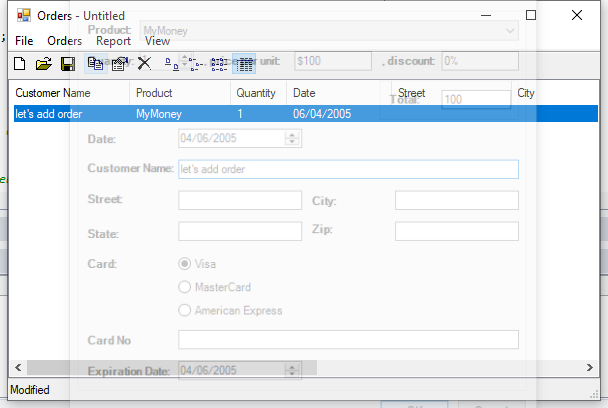 Orders - Untitled
Product: MyMoney
File Orders Report View
unit: $100 discount: 0%
Customer Name Product Quantity Date Street City
Total: 100
let's add order MyMoney 1 06/04/2005
Date: 04/06/2005
Customer Name: let's add order
Street: City:
State: Zip:
Card: Visa
MasterCard
American Express
Card No
Expiration Date: 04/06/2005
Modified